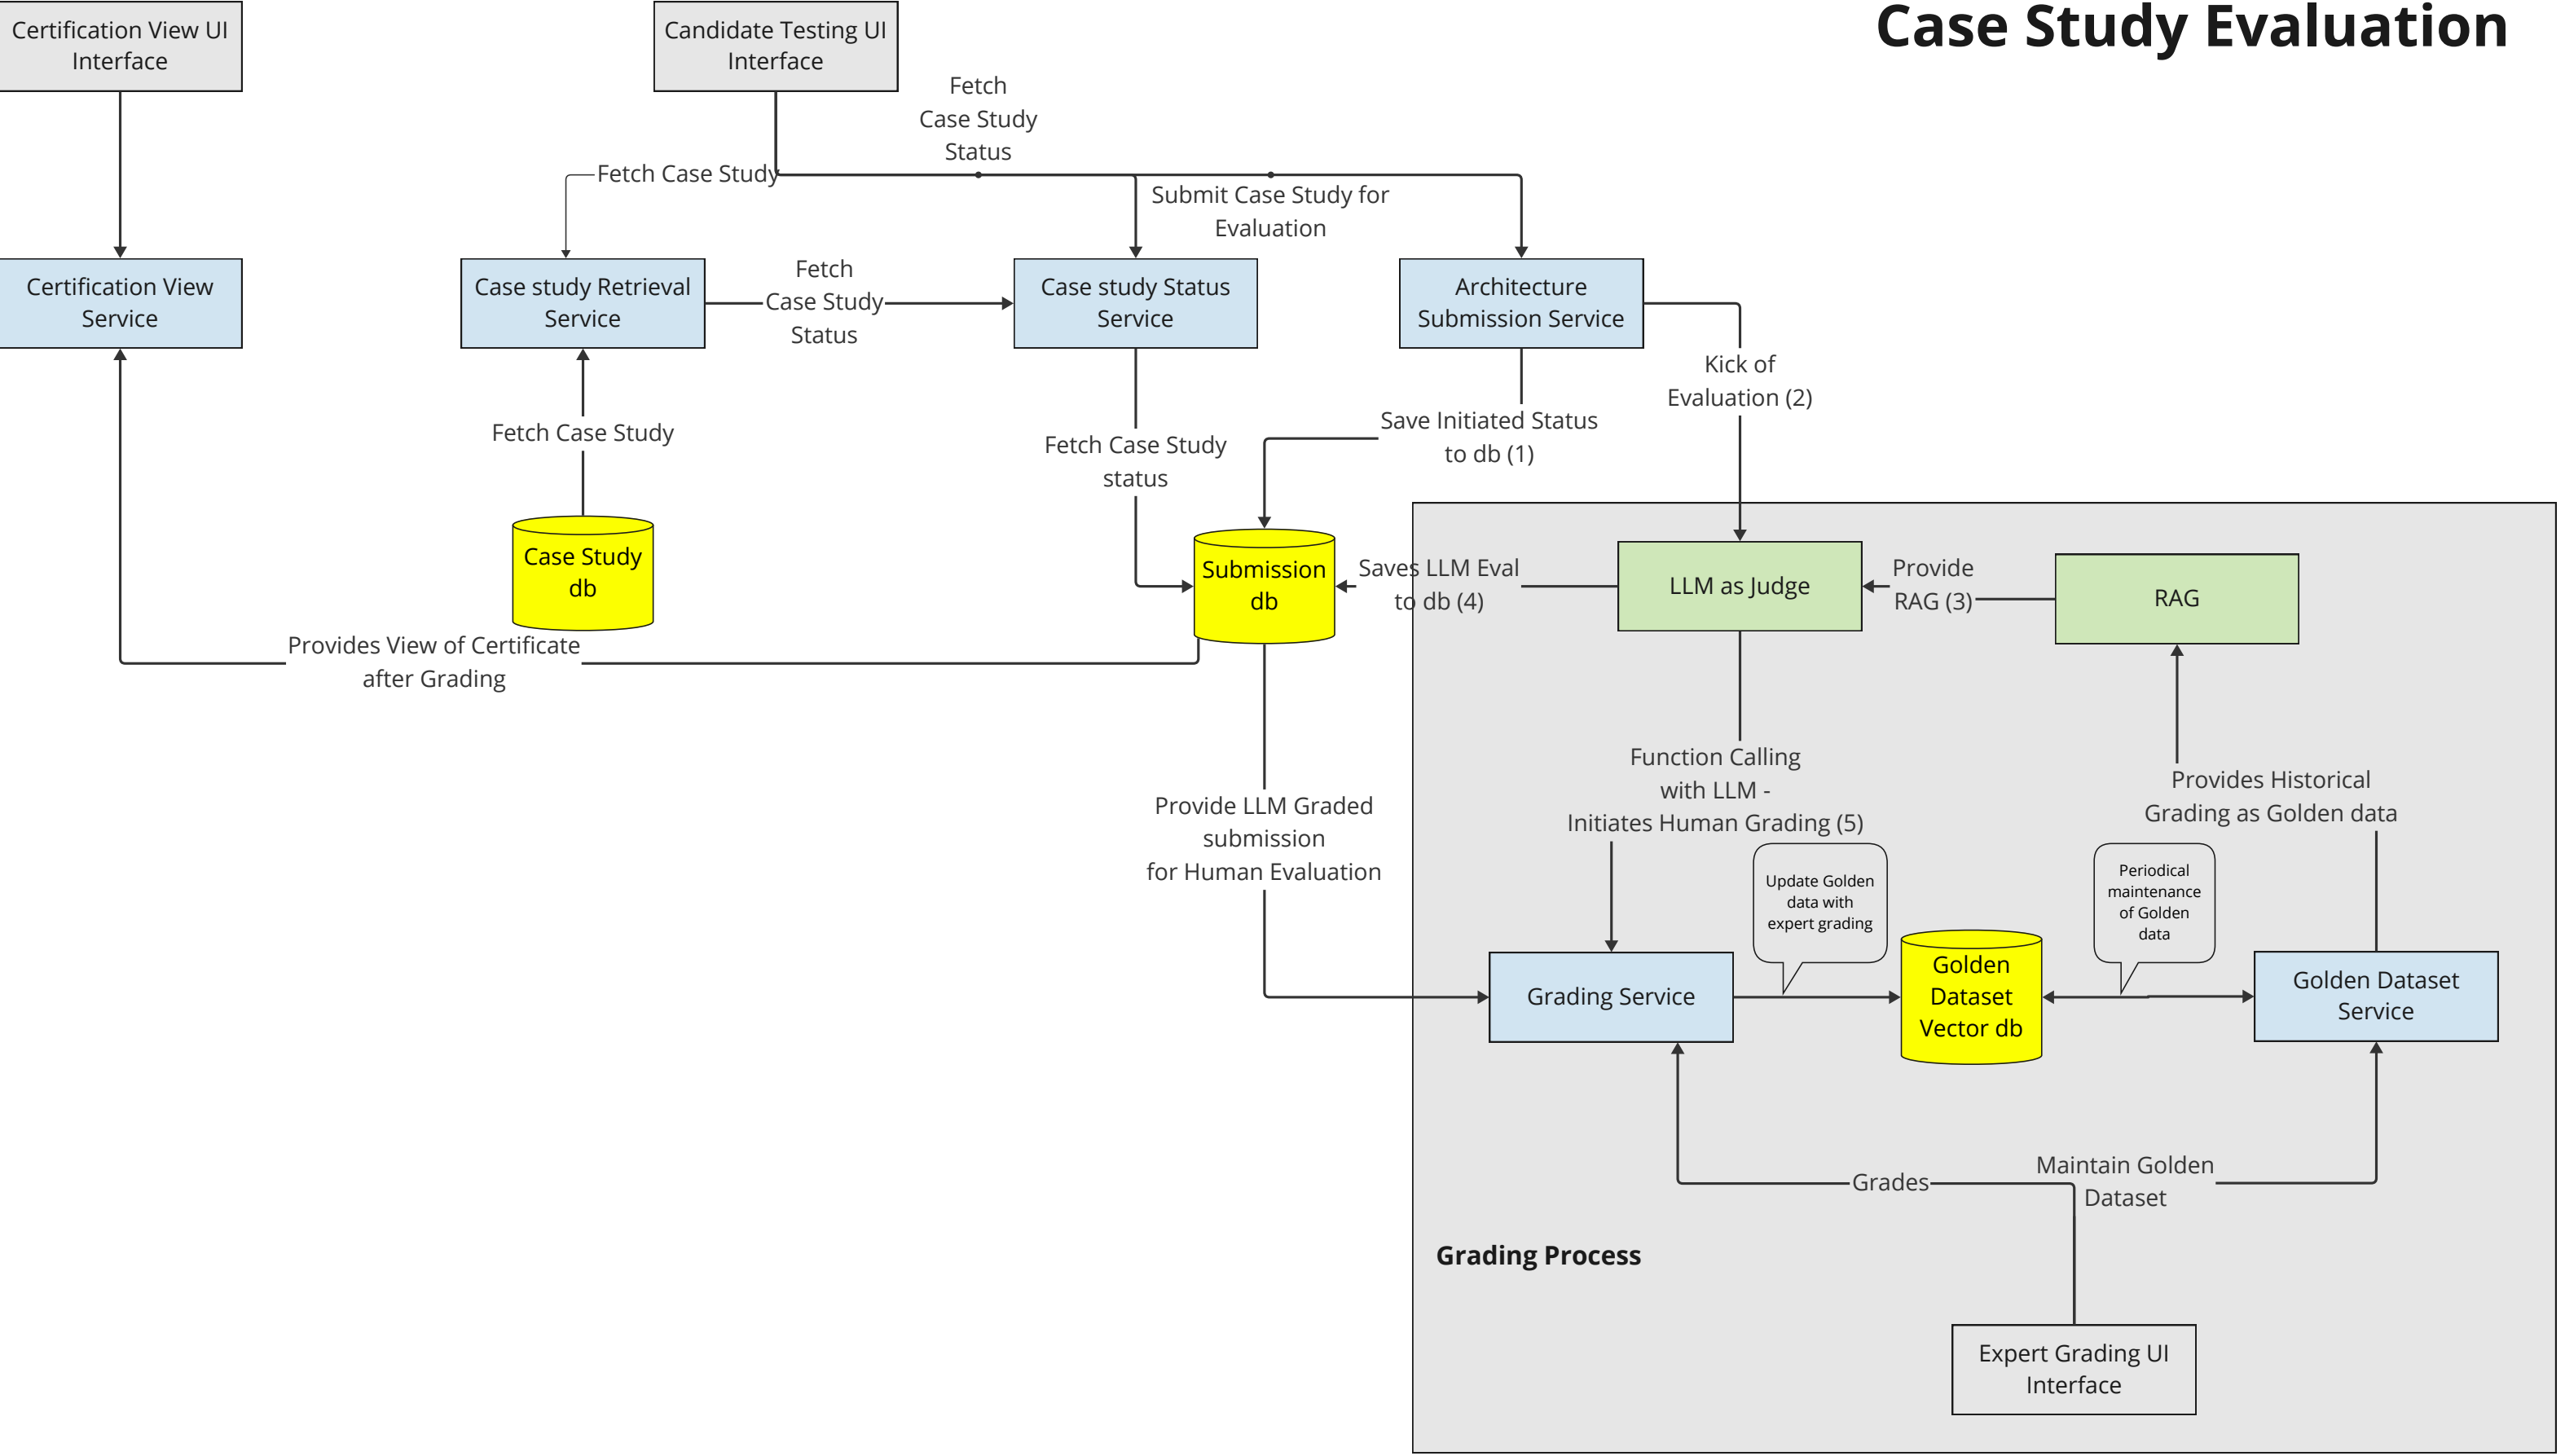 Case Study Evaluation
Certification View UI
Interface
Candidate Testing UI
Interface
Fetch
Case Study
Status
Fetch Case Study
Submit Case Study for
Evaluation
Certification View
Service
Case study Retrieval
Service
Fetch
Case Study
Status
Case study Status
Service
Architecture
Submission Service
Kick of
Evaluation (2)
Save Initiated Status
to db (1)
Fetch Case Study
Fetch Case Study
status
Case Study
db
Submission
db
Saves LLM Eval
to db (4)
LLM as Judge
Provide
RAG (3)
RAG
Provides View of Certificate
after Grading
Function Calling
with LLM -
Initiates Human Grading (5)
Provides Historical
Grading as Golden data
Provide LLM Graded
submission
for Human Evaluation
Update Golden
data with
expert grading
Periodical
maintenance
of Golden
data
Grading Service
Golden
Dataset
Vector db
Golden Dataset
Service
Grades
Maintain Golden
Dataset
Grading Process
Expert Grading UI
Interface